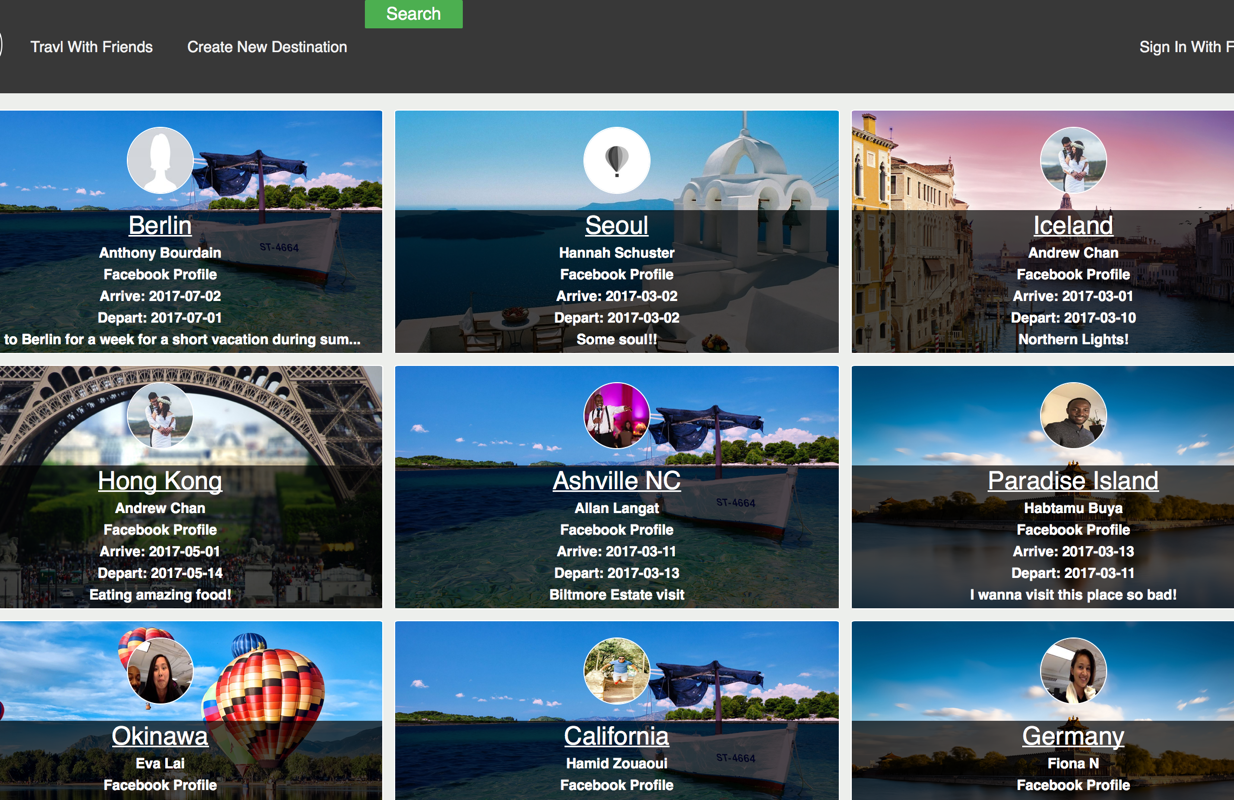 Search
Travl With Friends
Create New Destination
Sign In With F
Berlin
Anthony Bourdain
Facebook Profile
Arrive: 2017-07-02
Depart: 2017-07-01
to Berlin for a week for a short vacation during sum...
ST-4664
Seoul
Hannah Schuster
Facebook Profile
Arrive: 2017-03-02
Depart: 2017-03-02
Some soul!!
Iceland
Andrew Chan
Facebook Profile
Arrive: 2017-03-01
Depart: 2017-03-10
Northern Lights!
Hong Kong
Andrew Chan
Facebook Profile
Arrive: 2017-05-01
Depart: 2017-05-14
Eating amazing food!
Ashville NC
Allan Langat
Facebook Profile
Arrive: 2017-03-11
Depart: 2017-03-13
Biltmore Estate visit
ST-4664
Paradise Island
Habtamu Buya
Facebook Profile
Arrive: 2017-03-13
Depart: 2017-03-11
I wanna visit this place so bad!
Okinawa
Eva Lai
Facebook Profile
California
Hamid Zouaoui
Facebook Profile
ST-4664
Germany
Fiona N
Facebook Profile